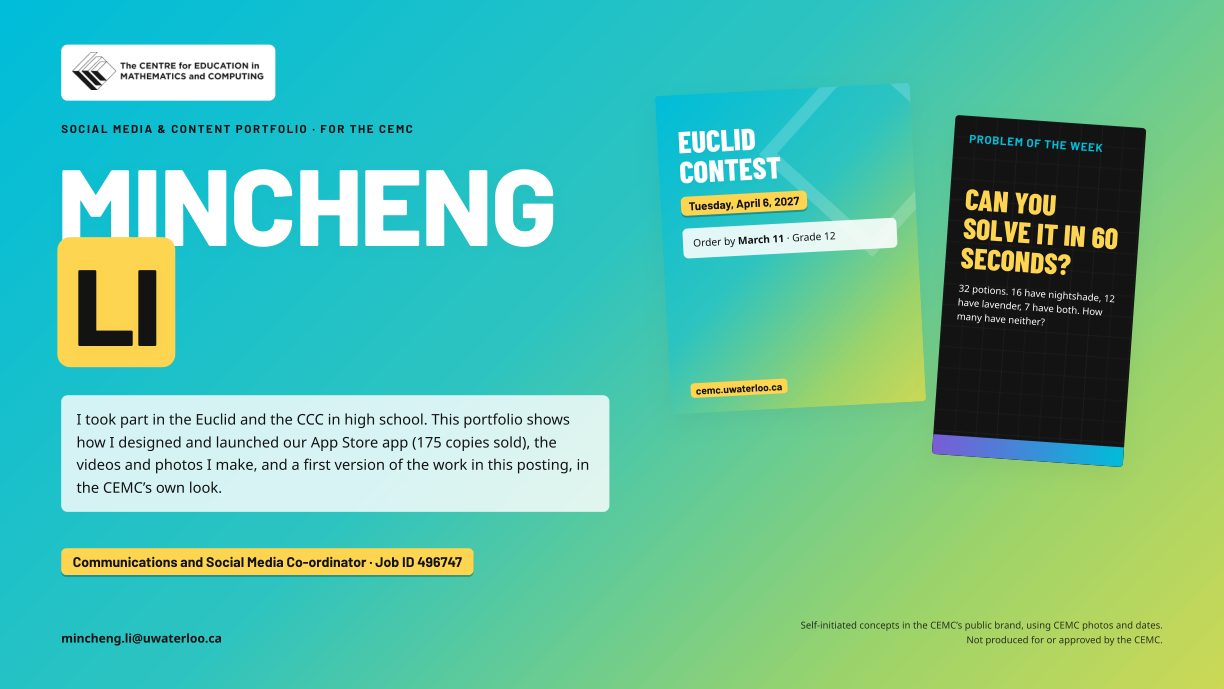 The CENTRE for EDUCATION in
MATHEMATICS and COMPUTING
SOCIAL MEDIA & CONTENT PORTFOLIO · FOR THE CEMC
MINCHENG
LI
I took part in the Euclid and the CCC in high school. This portfolio shows
how I designed and launched our App Store app (175 copies sold), the
videos and photos I make, and a first version of the work in this posting, in
the CEMC's own look.
Communications and Social Media Co-ordinator · Job ID 496747
mincheng.li@uwaterloo.ca
EUCLID
CONTEST
Tuesday, April 6, 2027
Order by March 11 · Grade 12
cemc.uwaterloo.ca
PROBLEM OF THE WEEK
CAN YOU
SOLVE IT IN 60
SECONDS?
32 potions. 16 have nightshade, 12
have lavender, 7 have both. How
many have neither?
Self-initiated concepts in the CEMC's public brand, using CEMC photos and dates.
Not produced for or approved by the CEMC.